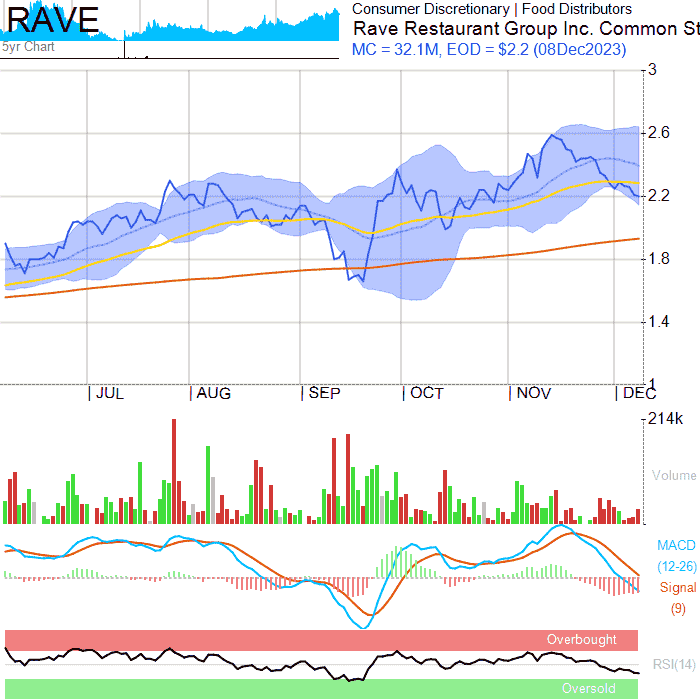 RAVE
5yr Chart
Consumer Discretionary | Food Distributors
Rave Restaurant Group Inc. Common St
MC = 32.1M, EOD = $2.2 (08Dec2023)
3
2.6
2.2
1.8
1.4
1
JUL AUG SEP OCT NOV DEC
214k
Volume
MACD
(12-26)
Signal
(9)
Overbought
RSI(14)
Oversold